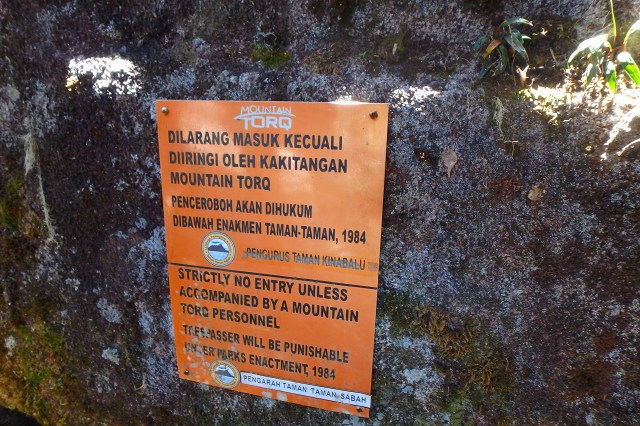 MOUNTAIN
TORQ
DILARANG MASUK KECUALI
DIIRINGI OLEH KAKITANGAN
MOUNTAIN TORQ
PENCEROBOH AKAN DIHUKUM
DIBAWAH ENAKMEN TAMAN-TAMAN, 1984
PENGURUS TAMAN KINABALU
STRICTLY NO ENTRY UNLESS
ACCOMPANIED BY A MOUNTAIN
TORQ PERSONNEL
TRESPASSER WILL BE PUNISHABLE
UNDER PARKS ENACTMENT, 1984
PENGARAH TAMAN TAMAN SABAH